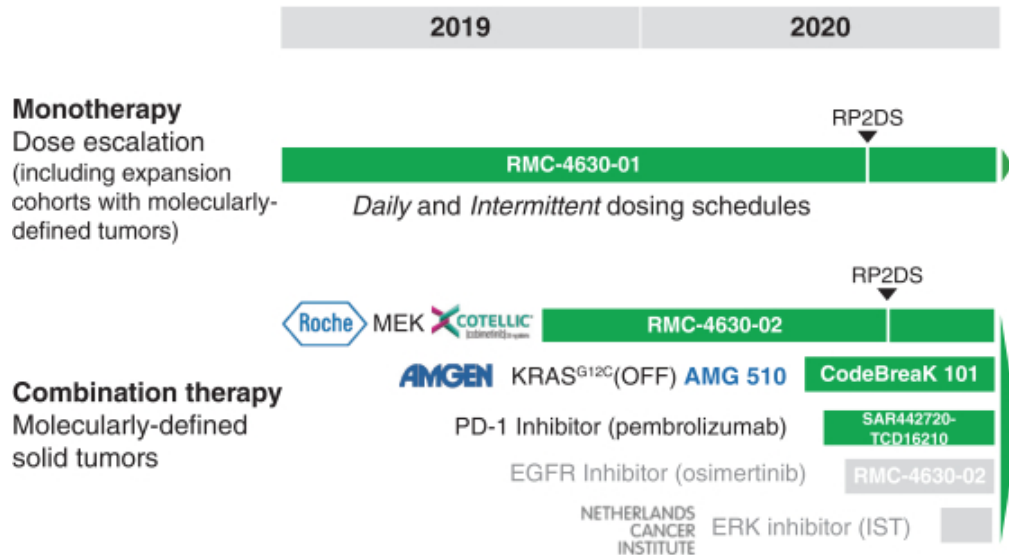 2019
2020
Monotherapy
Dose escalation
(including expansion
cohorts with molecularly-
defined tumors)
RP2DS
RMC-4630-01
Daily and Intermittent dosing schedules
RP2DS
Roche MEK COTELLIC
RMC-4630-02
AMGEN KRASG12C(OFF) AMG 510
CodeBreaK 101
Combination therapy
Molecularly-defined
solid tumors
PD-1 Inhibitor (pembrolizumab)
SAR442720-
TCD16210
EGFR Inhibitor (osimertinib)
RMC-4630-02
NETHERLANDS
CANCER
INSTITUTE
ERK inhibitor (IST)